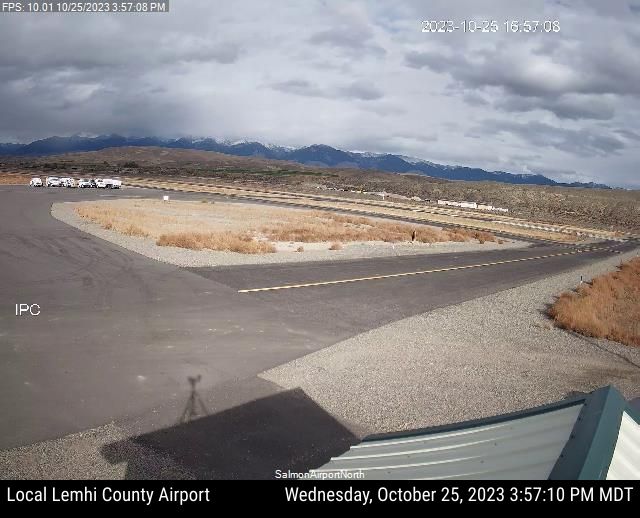 FPS: 10.01 10/25/2023 3:57:08 PM
2023-10-25 15:57:08
IPC
SalmonAirportNorth
Local Lemhi County Airport Wednesday, October 25, 2023 3:57:10 PM MDT